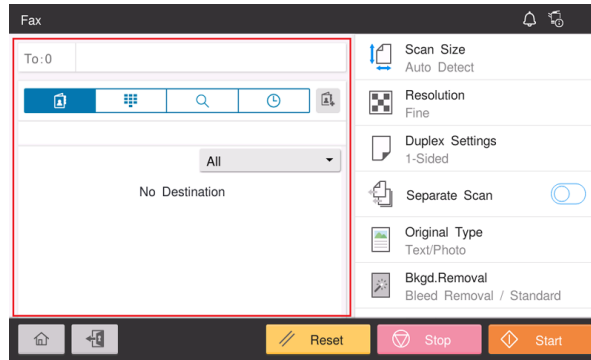 Fax
To:0
All
No Destination
Scan Size
Auto Detect
Resolution
Fine
Duplex Settings
1-Sided
Separate Scan
Original Type
Text/Photo
Bkgd.Removal
Bleed Removal / Standard
Reset
Stop
Start